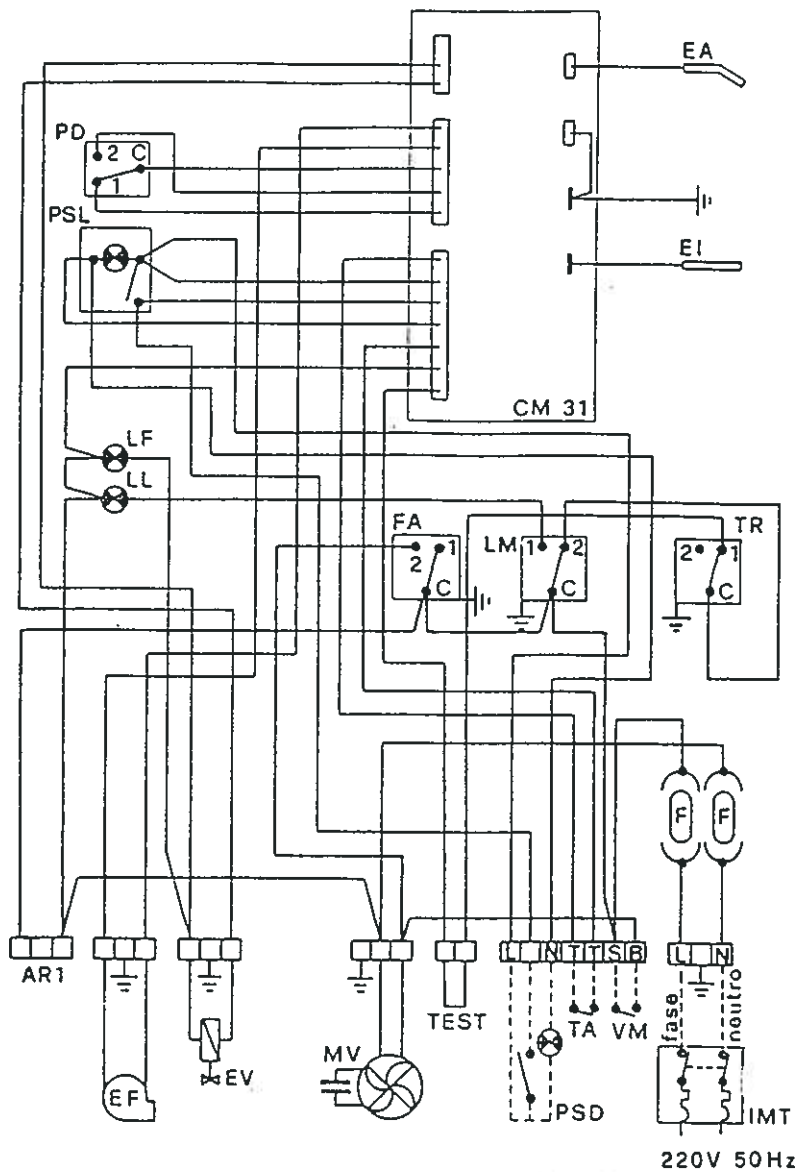 EA
PD
2 C
1
PSL
EI
CM 31
LF
LL
FA
1
2
C
LM
1 2
C
TR
2 1
C
F F
L N T T S B
L N
AR1
TEST
TA VM
fase
neutro
MV
EV
EF
PSD
IMT
220V 50Hz